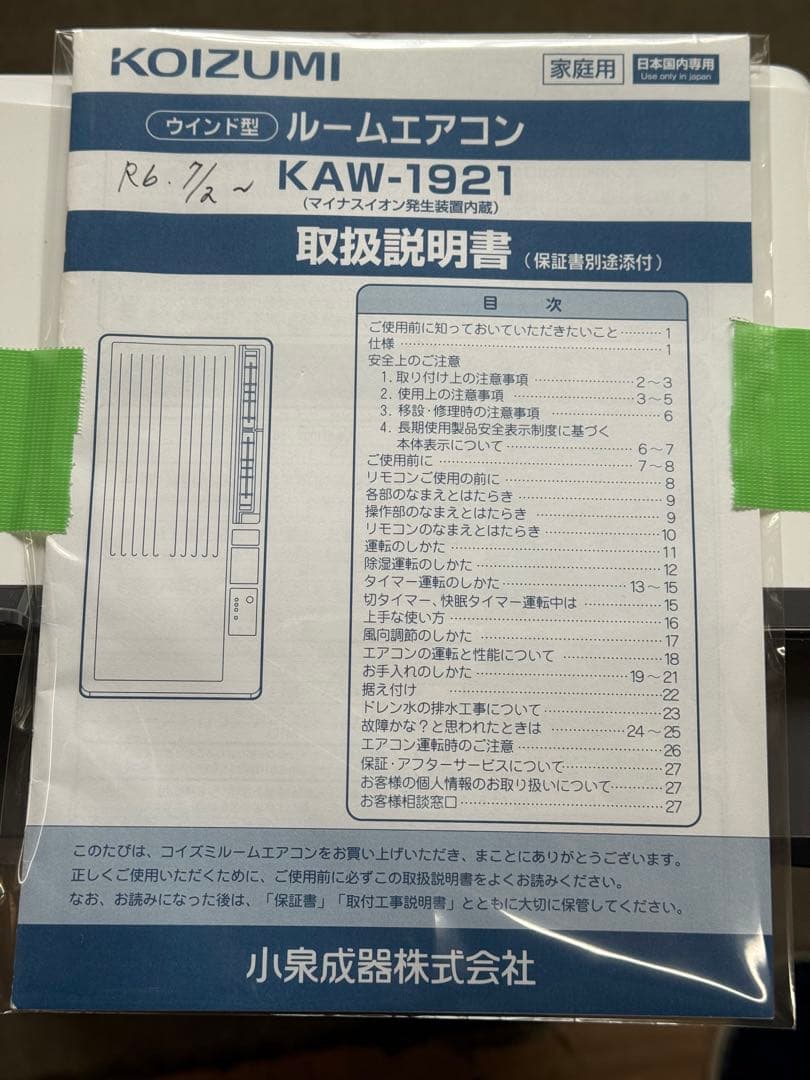 KOIZUMI
家庭用
日本国内専用
Use only in japan
ウインド型 ルームエアコン
R6. 7/2 ~ KAW-1921
(マイナスイオン発生装置内蔵)
取扱説明書 (保証書別途添付)
目 次
ご使用前に知っておいていただきたいこと………1
仕様………1
安全上のご注意
1. 取り付け上の注意事項………2～3
2. 使用上の注意事項………3～5
3. 移設・修理時の注意事項………6
4. 長期使用製品安全表示制度に基づく
本体表示について………6～7
ご使用前に………7～8
リモコンご使用の前に………8
各部のなまえとはたらき………9
操作部のなまえとはたらき………9
リモコンのなまえとはたらき………10
運転のしかた………11
除湿運転のしかた………12
タイマー運転のしかた………13～15
切タイマー、快眠タイマー運転中は………15
上手な使い方………16
風向調節のしかた………17
エアコンの運転と性能について………18
お手入れのしかた………19～21
据え付け………22
ドレン水の排水工事について………23
故障かな?と思われたときは………24～25
エアコン運転時のご注意………26
保証・アフターサービスについて………27
お客様の個人情報のお取り扱いについて………27
お客様相談窓口………27
このたびは、コイズミルームエアコンをお買い上げいただき、まことにありがとうございます。
正しくご使用いただくために、ご使用前に必ずこの取扱説明書をよくお読みください。
なお、お読みになった後は、「保証書」「取付工事説明書」とともに大切に保管してください。
小泉成器株式会社